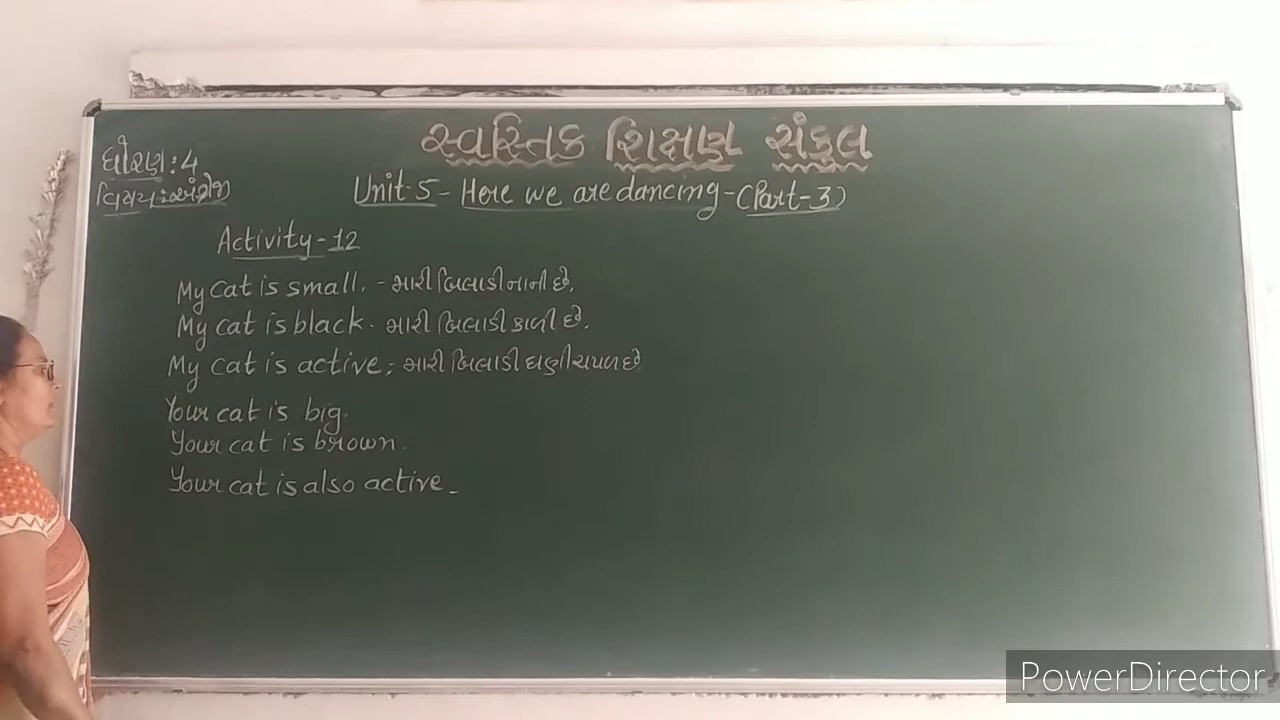 સ્વસ્તિક શિક્ષણ સંકુલ
ધોરણ : 4
વિષય : અંગ્રેજી
Unit-5 - Here we are dancing - (Part-3)
Activity-12
My cat is small. - મારી બિલાડી નાની છે.
My cat is black. મારી બિલાડી કાળી છે.
My cat is active; મારી બિલાડી ઘણી ચપળ છે
Your cat is big.
Your cat is brown.
Your cat is also active -
PowerDirector